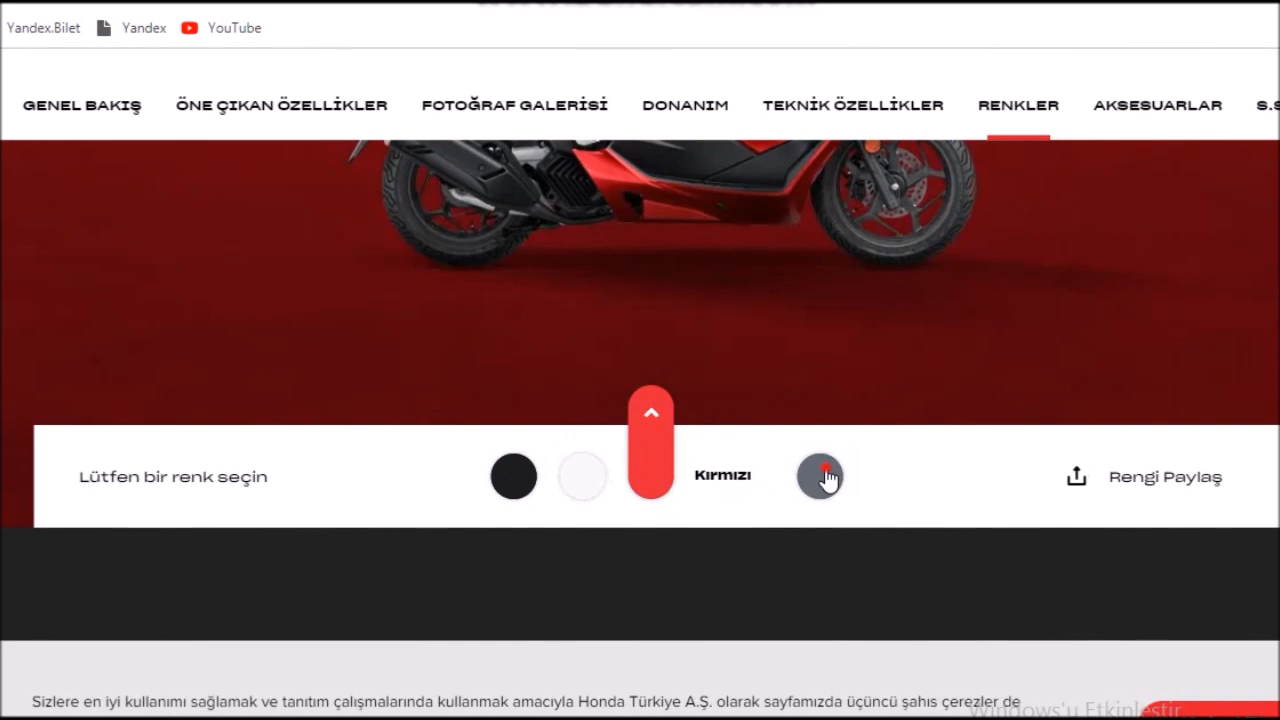 Yandex.Bilet Yandex YouTube
GENEL BAKIŞ ÖNE ÇIKAN ÖZELLİKLER FOTOĞRAF GALERİSİ DONANIM TEKNİK ÖZELLİKLER RENKLER AKSESUARLAR
Lütfen bir renk seçin Kırmızı Rengi Paylaş
Sizlere en iyi kullanımı sağlamak ve tanıtım çalışmalarında kullanmak amacıyla Honda Türkiye A.Ş. olarak sayfamızda üçüncü şahıs çerezler de
Windows'u Etkinleştir